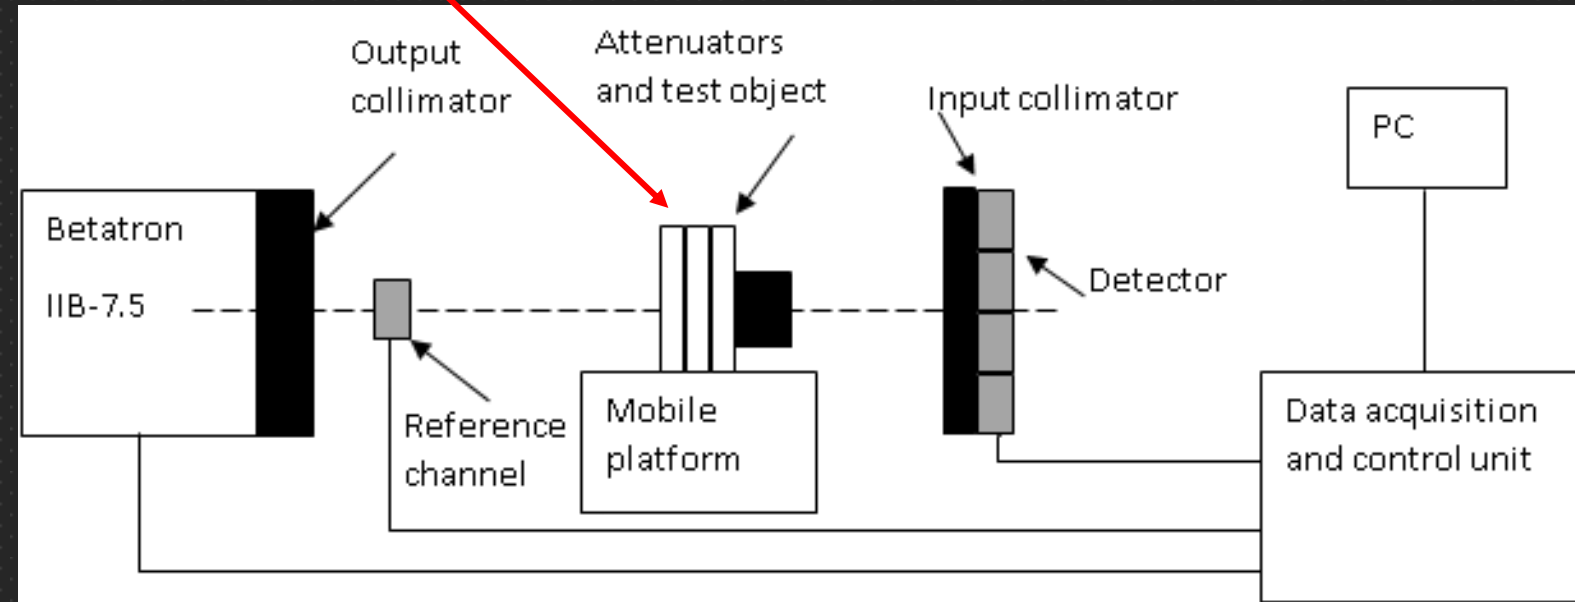 Output
collimator
Attenuators
and test object
Input collimator
PC
Betatron
IIB-7.5
Detector
Reference
channel
Mobile
platform
Data acquisition
and control unit